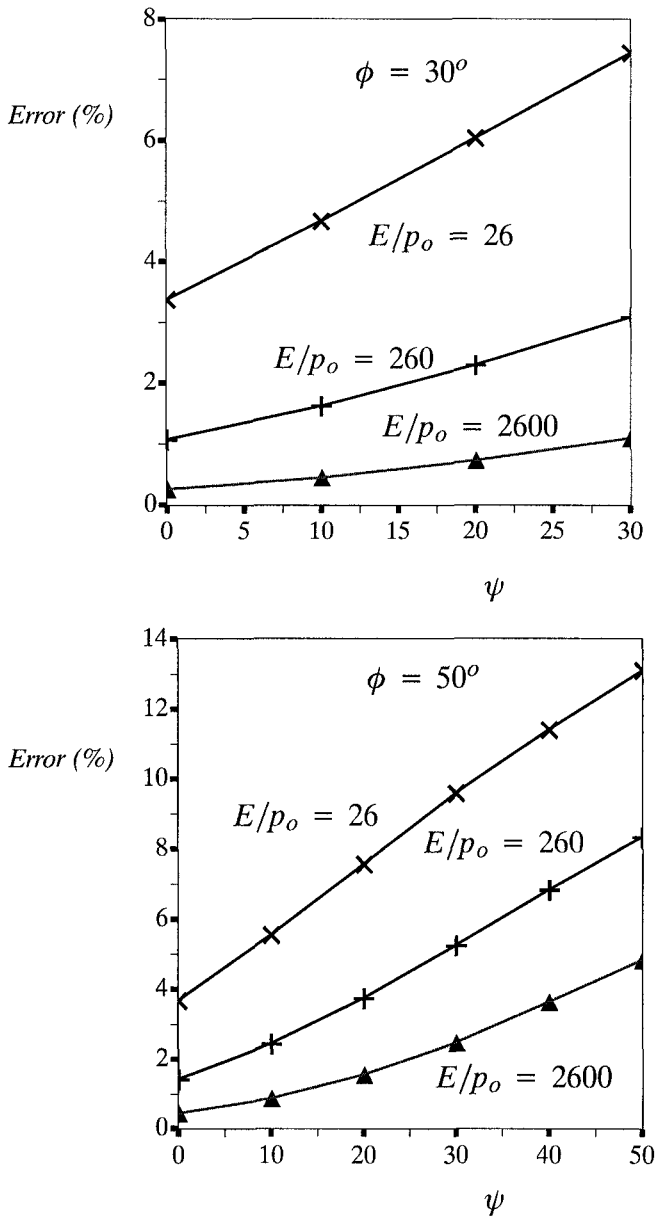 8
ϕ = 30°
Error (%)
6
E/pₒ = 26
4
E/pₒ = 260
2
E/pₒ = 2600
0
0 5 10 15 20 25 30
ψ
14
ϕ = 50°
12
Error (%)
10
E/pₒ = 26
E/pₒ = 260
8
6
4
2
E/pₒ = 2600
0
0 10 20 30 40 50
ψ